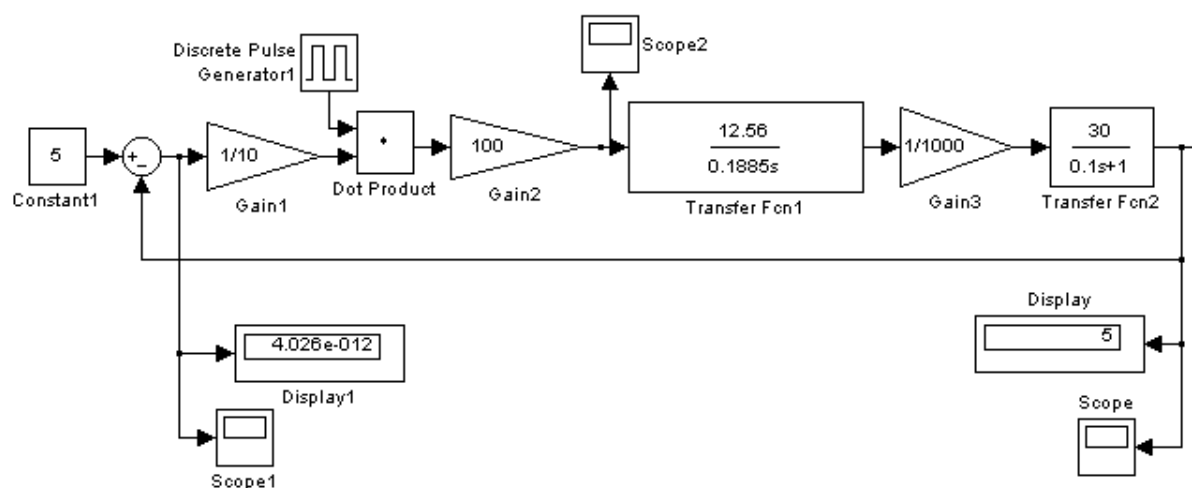 Discrete Pulse
Generator1
Scope2
5
Constant1
+
-
1/10
Gain1
Dot Product
100
Gain2
12.56
0.1885s
Transfer Fcn1
1/1000
Gain3
30
0.1s+1
Transfer Fcn2
4.026e-012
Display1
Scope1
Display
5
Scope